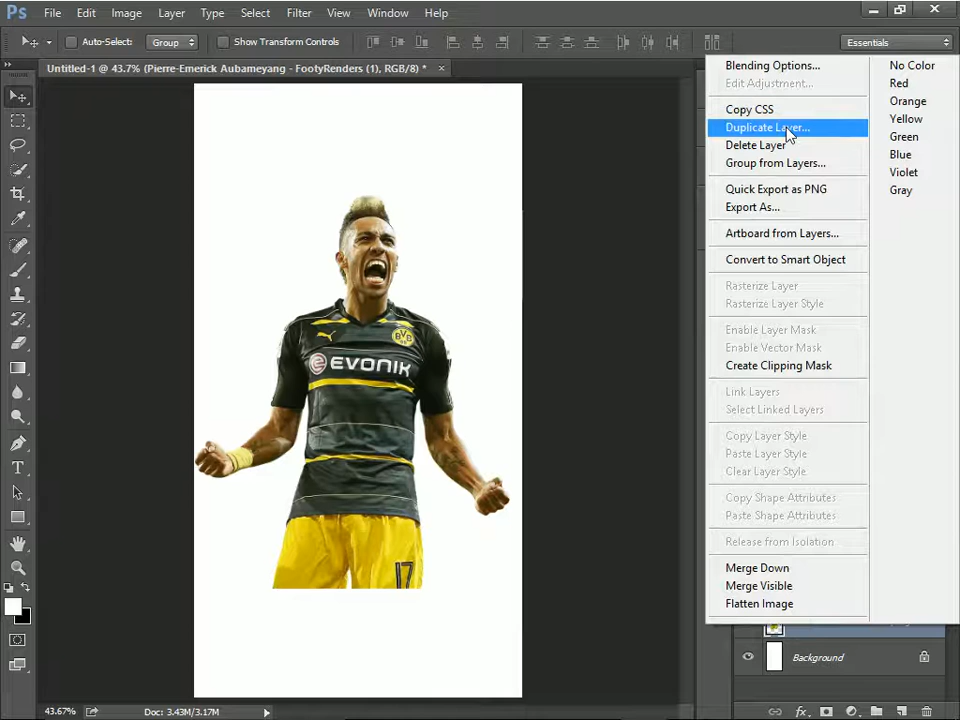 Ps File Edit Image Layer Type Select Filter View Window Help
Auto-Select: Group Show Transform Controls Essentials
Untitled-1 @ 43.7% (Pierre-Emerick Aubameyang - FootyRenders (1), RGB/8) * ×
Blending Options...
Edit Adjustment...
Copy CSS
Duplicate Layer...
Delete Layer
Group from Layers...
Quick Export as PNG
Export As...
Artboard from Layers...
Convert to Smart Object
Rasterize Layer
Rasterize Layer Style
Enable Layer Mask
Enable Vector Mask
Create Clipping Mask
Link Layers
Select Linked Layers
Copy Layer Style
Paste Layer Style
Clear Layer Style
Copy Shape Attributes
Paste Shape Attributes
Release from Isolation
Merge Down
Merge Visible
Flatten Image
No Color
Red
Orange
Yellow
Green
Blue
Violet
Gray
BVB
09
EVONIK
17
Background
fx
43.67% Doc: 3.43M/3.17M